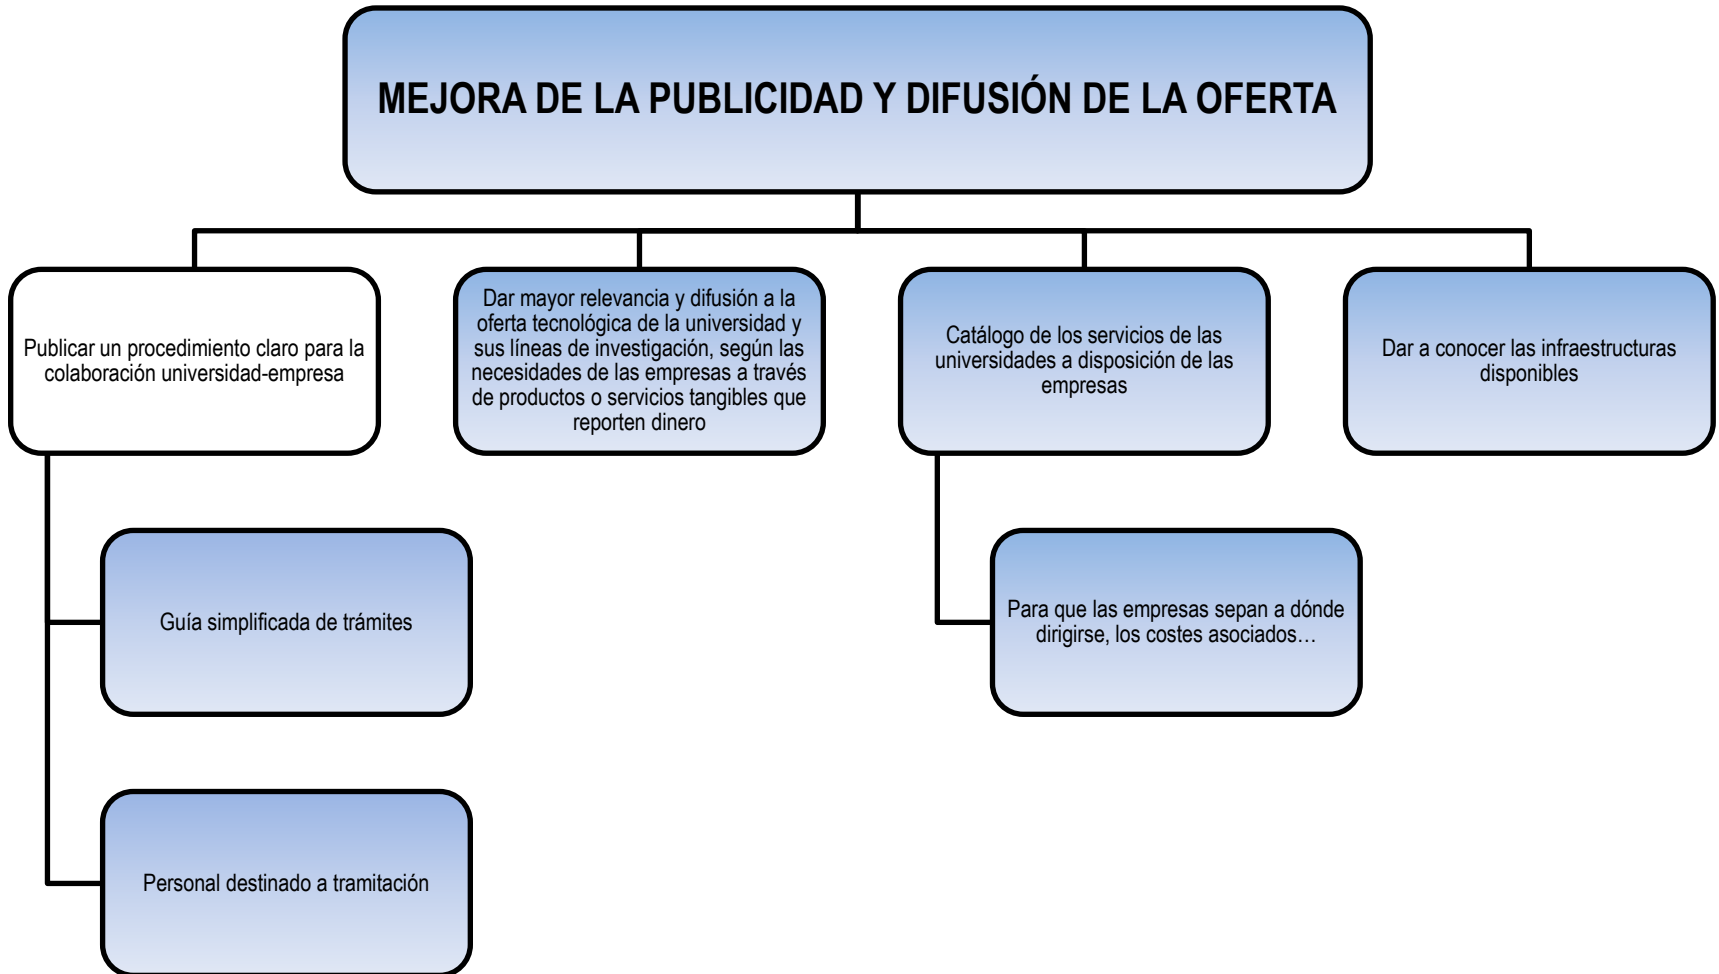 MEJORA DE LA PUBLICIDAD Y DIFUSIÓN DE LA OFERTA
Publicar un procedimiento claro para la
colaboración universidad-empresa
Dar mayor relevancia y difusión a la
oferta tecnológica de la universidad y
sus líneas de investigación, según las
necesidades de las empresas a través
de productos o servicios tangibles que
reporten dinero
Catálogo de los servicios de las
universidades a disposición de las
empresas
Dar a conocer las infraestructuras
disponibles
Guía simplificada de trámites
Para que las empresas sepan a dónde
dirigirse, los costes asociados…
Personal destinado a tramitación